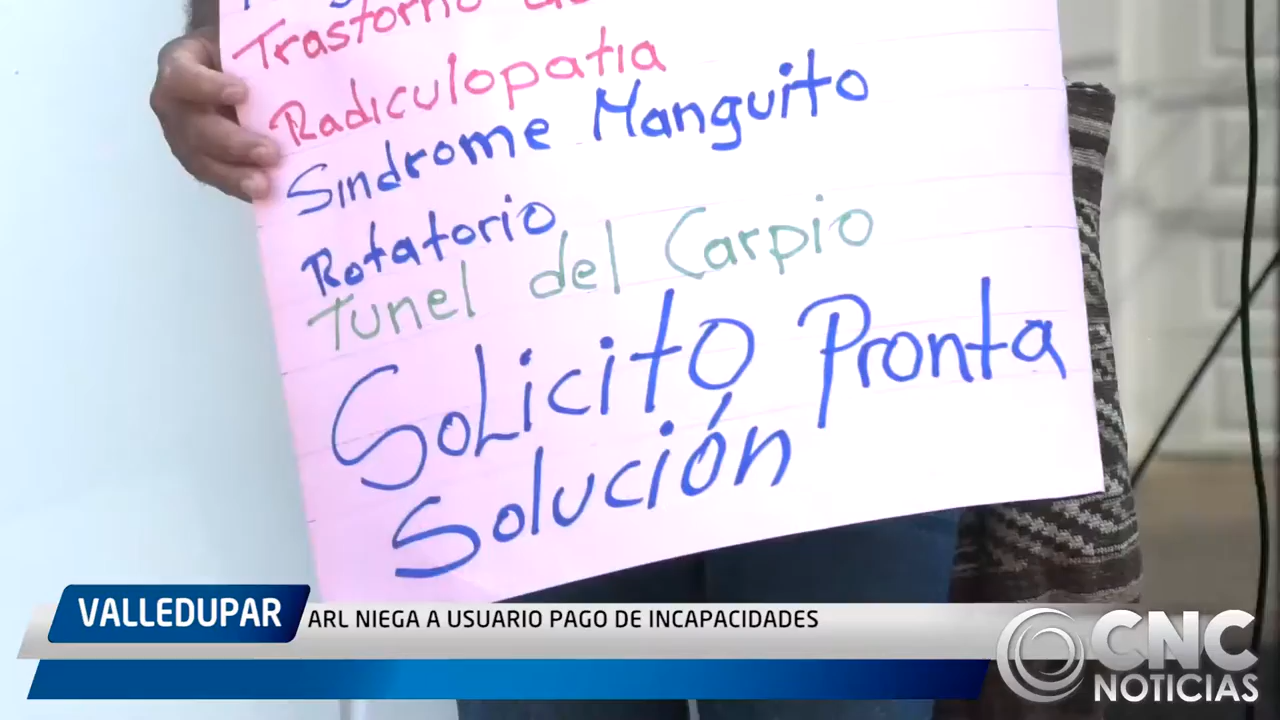 Trastorno
Radiculopatia
Sindrome Manguito
Rotatorio
Tunel del Carpio
SoLicito Pronta
Solución
VALLEDUPAR
ARL NIEGA A USUARIO PAGO DE INCAPACIDADES
CNC
NOTICIAS